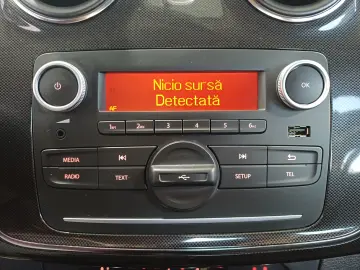 Nicio sursă
Detectată
AF
OK
1 2 3 4 5 6
MEDIA
RADIO TEXT SETUP TEL